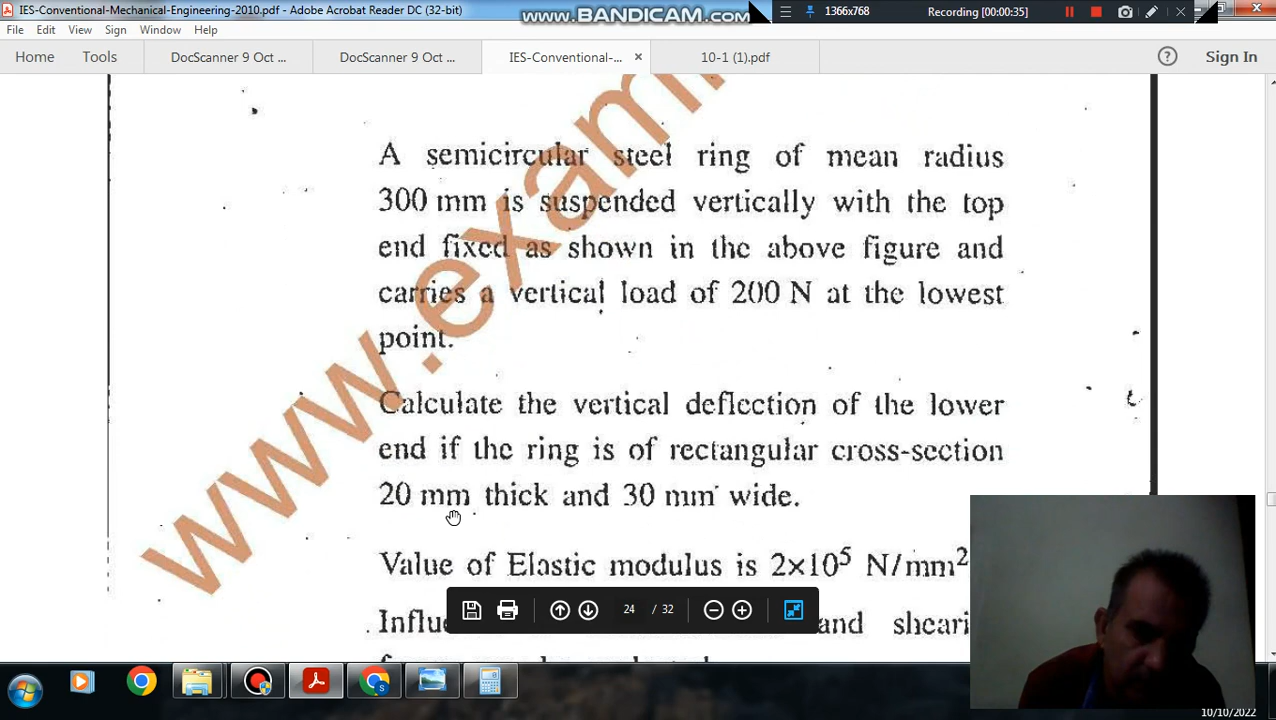 IES-Conventional-Mechanical-Engineering-2010.pdf - Adobe Acrobat Reader DC (32-bit)
www.BANDICAM.com
1366x768
Recording [00:00:35]
File Edit View Sign Window Help
Home Tools DocScanner 9 Oct ... DocScanner 9 Oct ... IES-Conventional-... × 10-1 (1).pdf Sign In
www.exam
A semicircular steel ring of mean radius
300 mm is suspended vertically with the top
end fixed as shown in the above figure and
carries a vertical load of 200 N at the lowest
point.
Calculate the vertical deflection of the lower
end if the ring is of rectangular cross-section
20 mm thick and 30 mm wide.
Value of Elastic modulus is 2×10⁵ N/mm²
24 / 32
and
10/10/2022